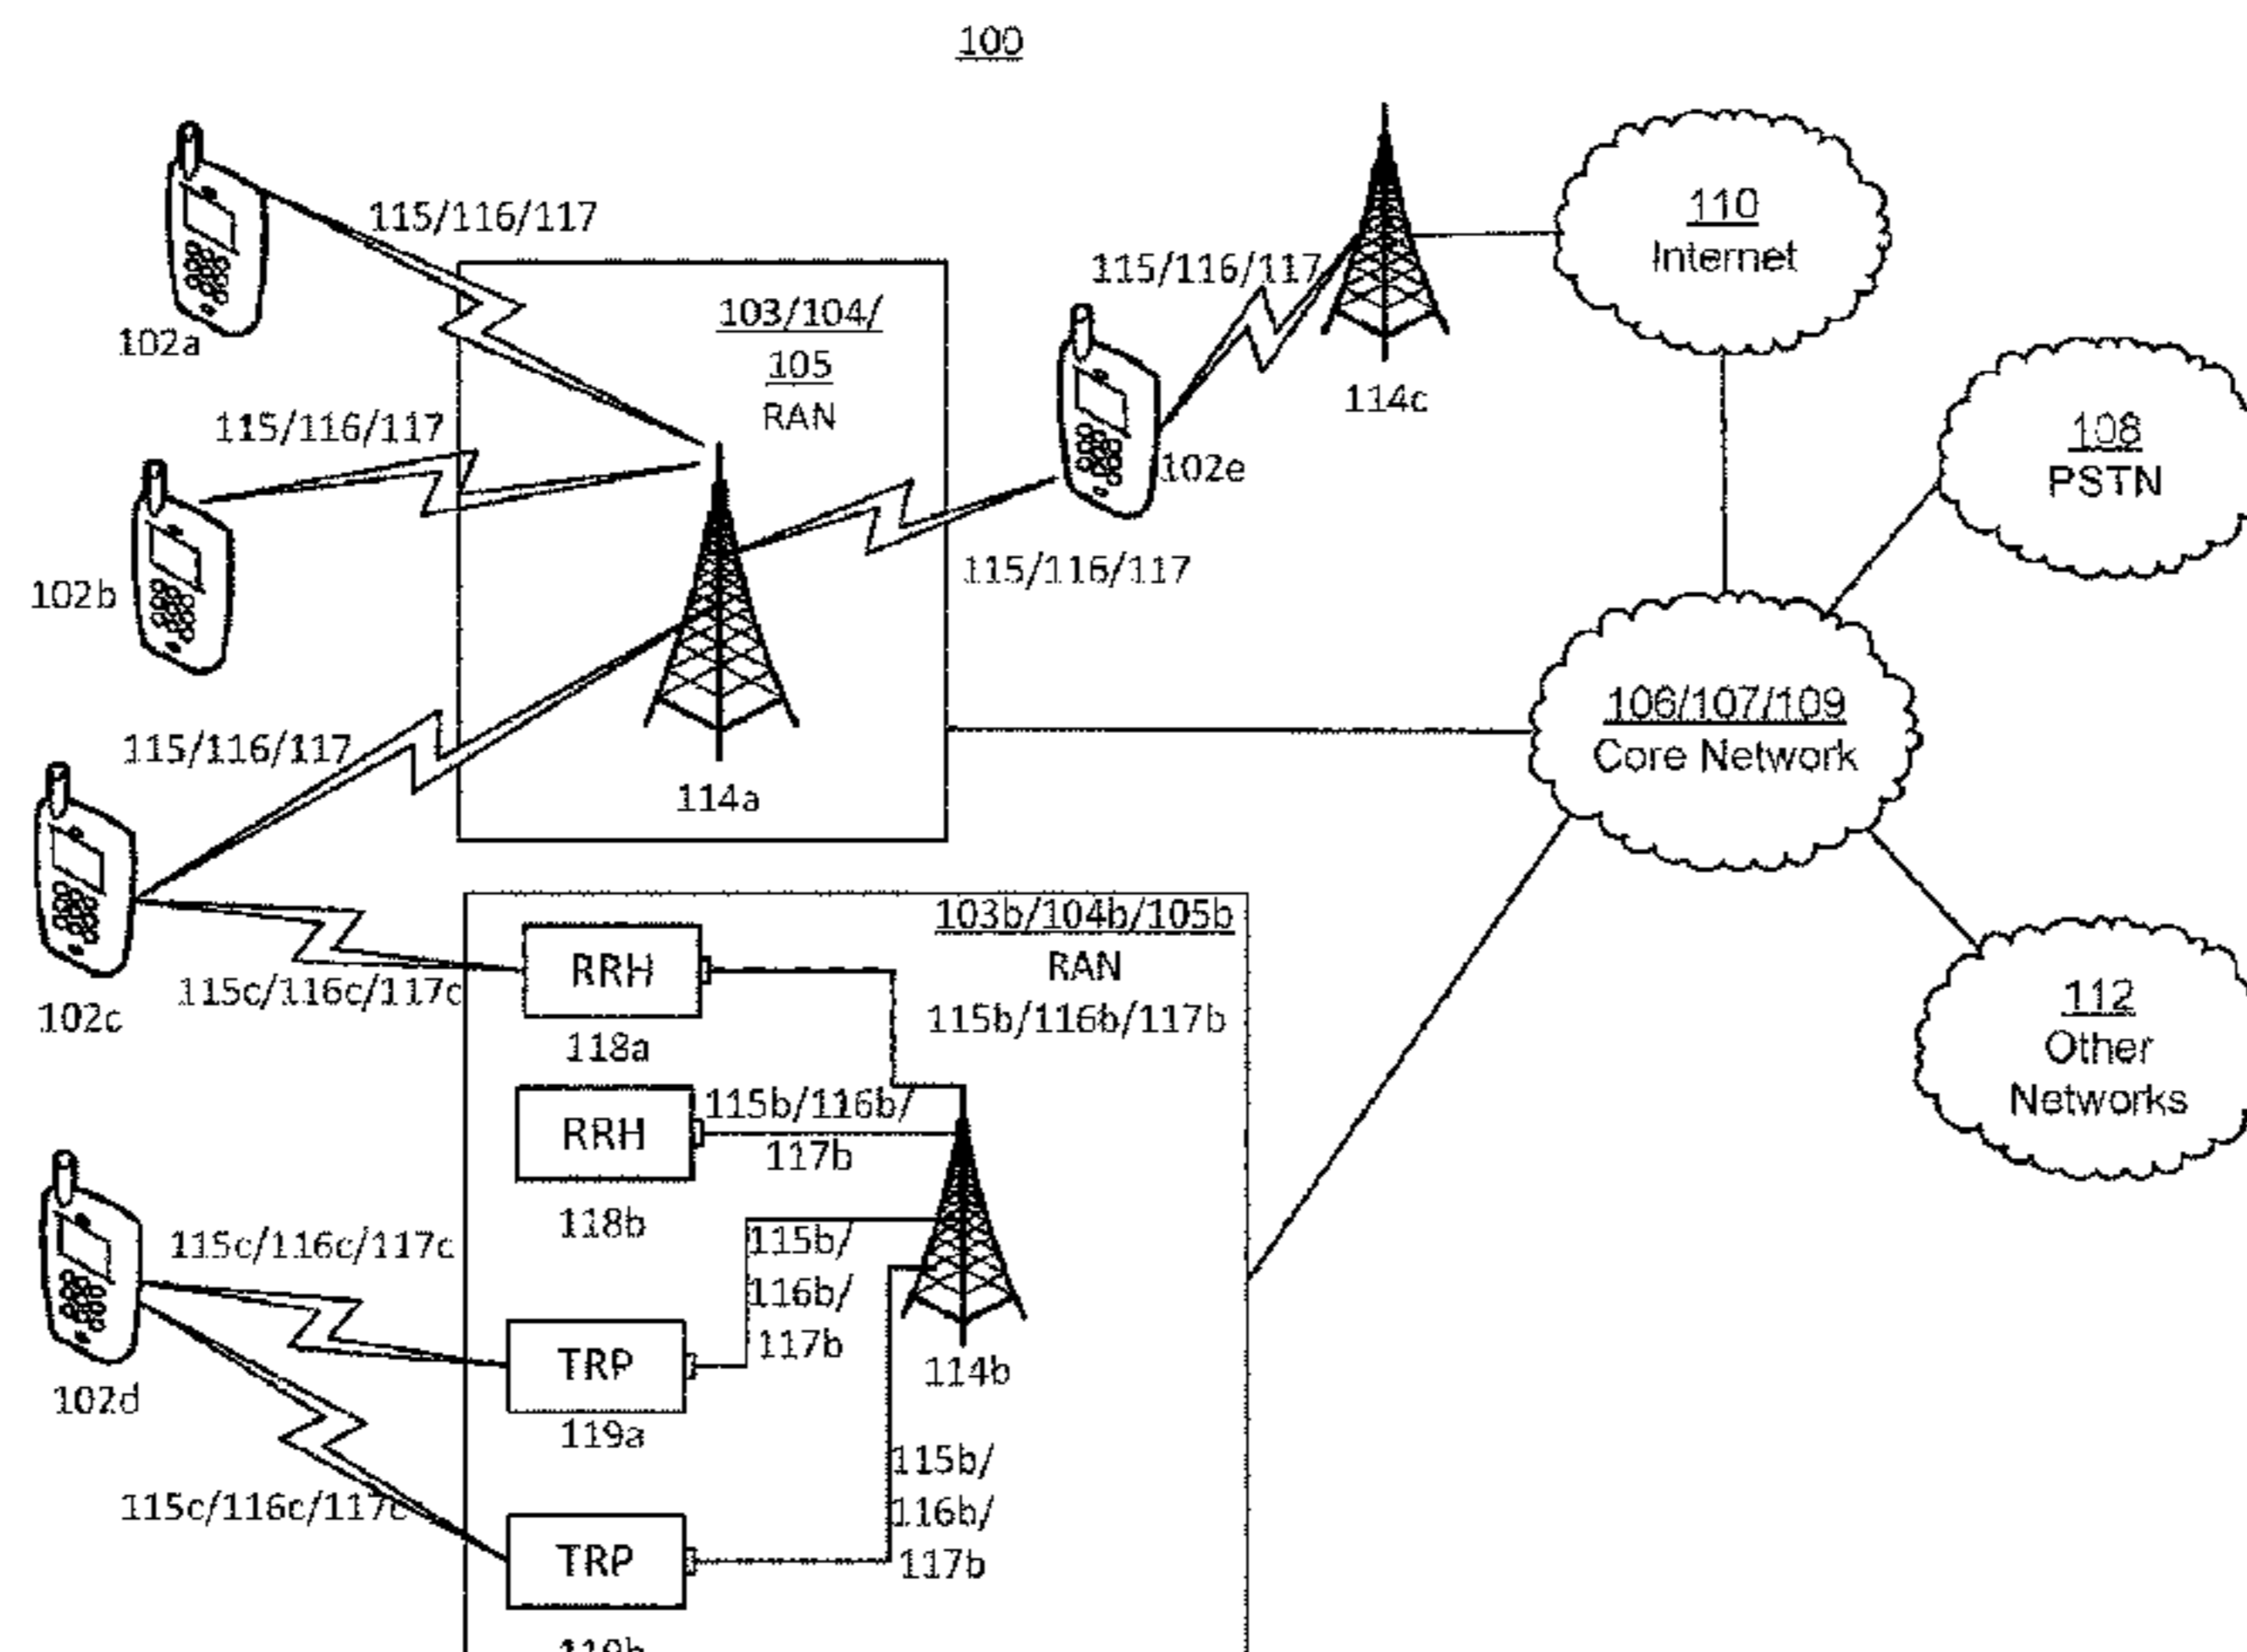 100
115/116/117
102a
103/104/
105
RAN
115/116/117
114c
110
Internet
108
PSTN
115/116/117
102b
102e
115/116/117
114a
106/107/109
Core Network
115/116/117
102c
115c/116c/117c
RRH
118a
103b/104b/105b
RAN
115b/116b/117b
112
Other
Networks
RRH
118b
115b/116b/
117b
115c/116c/117c
102d
TRP
119a
115b/
116b/
117b
114b
115c/116c/117c
TRP
115b/
116b/
117b
119b